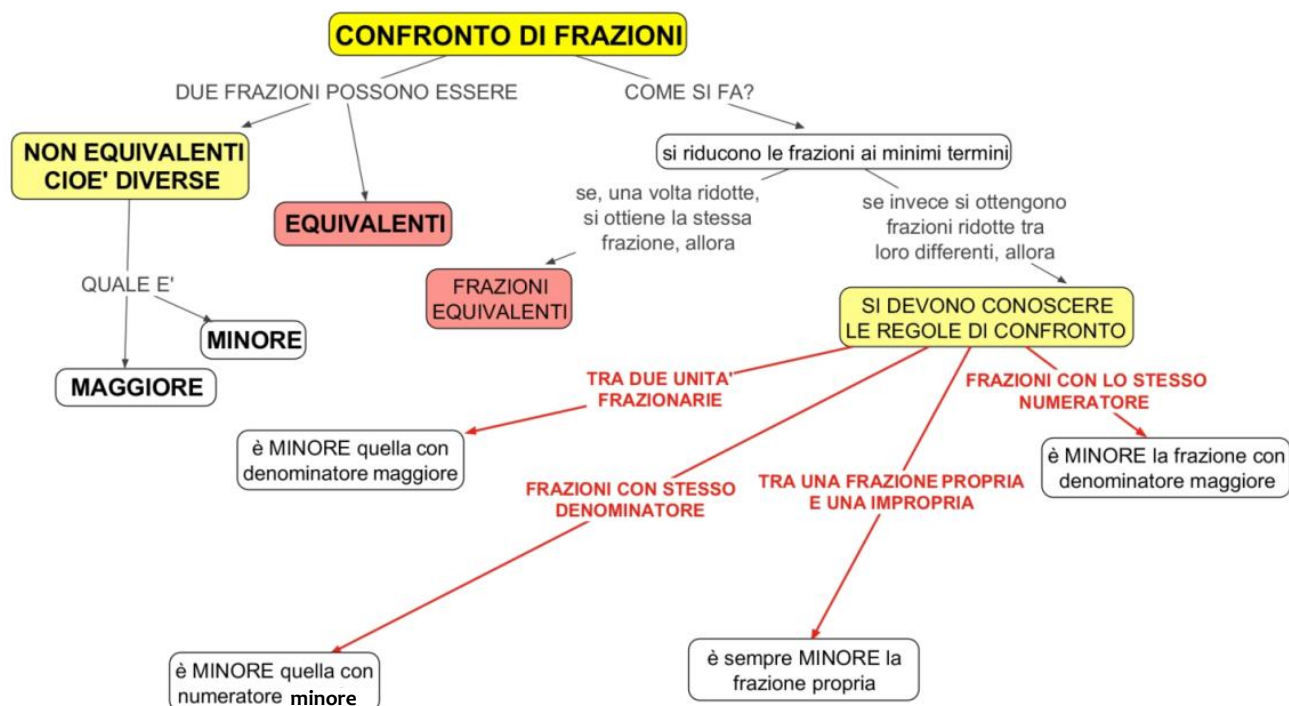 CONFRONTO DI FRAZIONI
DUE FRAZIONI POSSONO ESSERE
COME SI FA?
NON EQUIVALENTI
CIOE' DIVERSE
si riducono le frazioni ai minimi termini
EQUIVALENTI
se, una volta ridotte,
si ottiene la stessa
frazione, allora
se invece si ottengono
frazioni ridotte tra
loro differenti, allora
QUALE E'
FRAZIONI
EQUIVALENTI
SI DEVONO CONOSCERE
LE REGOLE DI CONFRONTO
MINORE
MAGGIORE
TRA DUE UNITA'
FRAZIONARIE
FRAZIONI CON LO STESSO
NUMERATORE
è MINORE quella con
denominatore maggiore
è MINORE la frazione con
denominatore maggiore
FRAZIONI CON STESSO
DENOMINATORE
TRA UNA FRAZIONE PROPRIA
E UNA IMPROPRIA
è MINORE quella con
numeratore minore
è sempre MINORE la
frazione propria